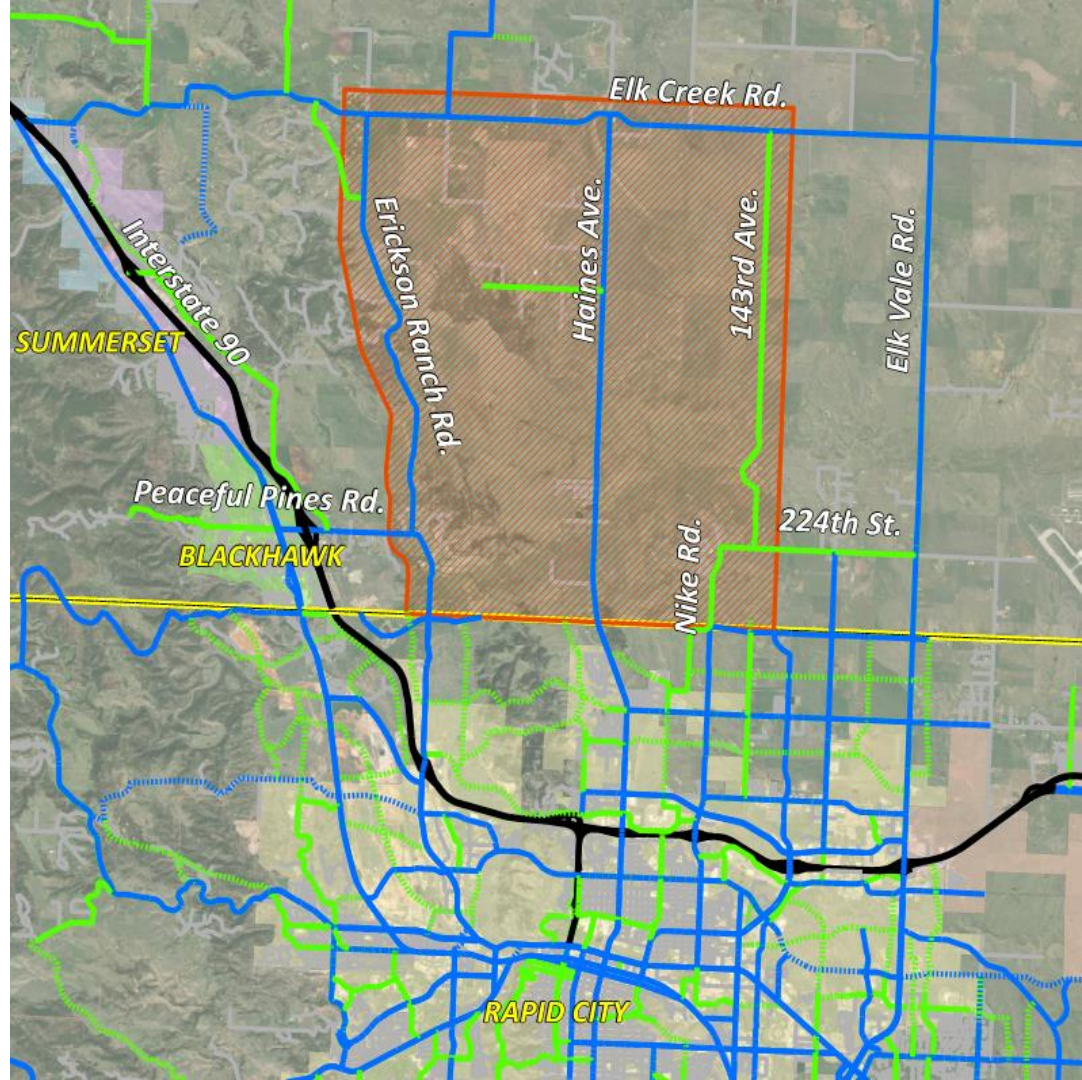 Elk Creek Rd.
Erickson Ranch Rd.
Haines Ave.
143rd Ave.
Elk Vale Rd.
Interstate 90
SUMMERSET
Peaceful Pines Rd.
BLACKHAWK
Nike Rd.
224th St.
RAPID CITY